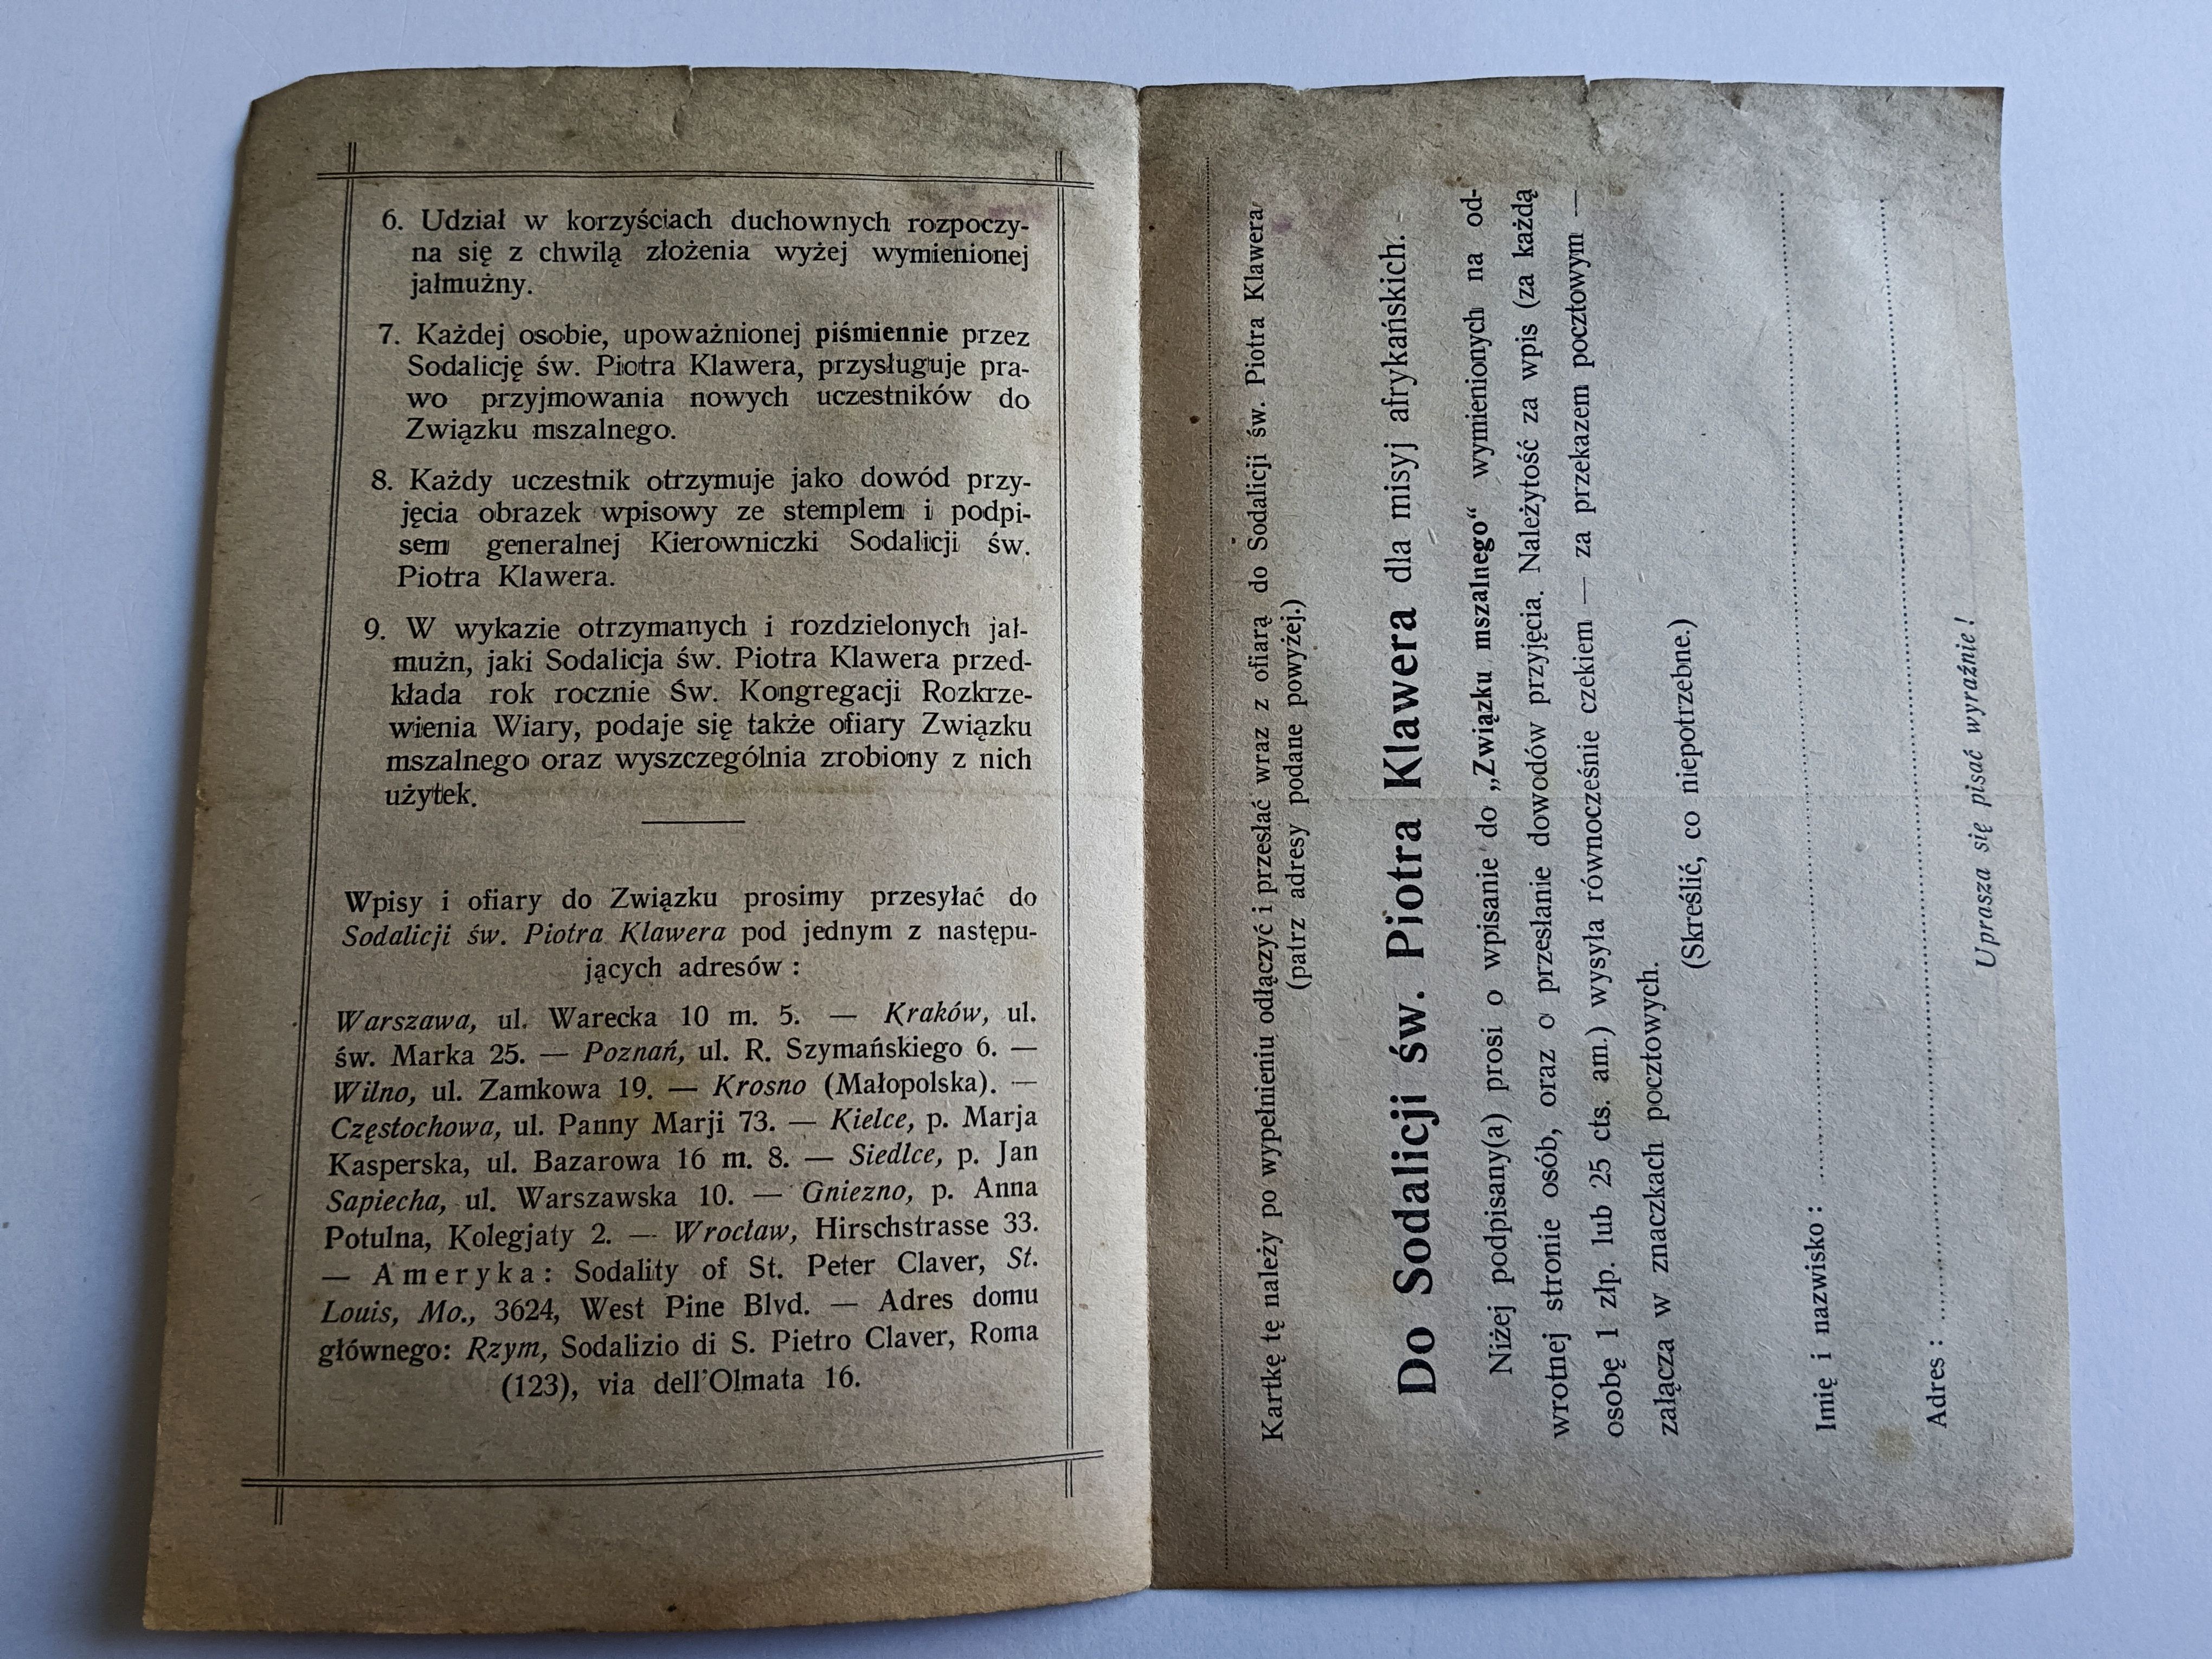 6. Udział w korzyściach duchownych rozpoczy-
na się z chwilą złożenia wyżej wymienionej
jałmużny.
7. Każdej osobie, upoważnionej piśmiennie przez
Sodalicję św. Piotra Klawera, przysługuje pra-
wo przyjmowania nowych uczestników do
Związku mszalnego.
8. Każdy uczestnik otrzymuje jako dowód przy-
jęcia obrazek wpisowy ze stemplem i podpi-
sem generalnej Kierowniczki Sodalicji św.
Piotra Klawera.
9. W wykazie otrzymanych i rozdzielonych jał-
mużn, jaki Sodalicja św. Piotra Klawera przed-
kłada rok rocznie Św. Kongregacji Rozkrze-
wienia Wiary, podaje się także ofiary Związku
mszalnego oraz wyszczególnia zrobiony z nich
użytek.
Wpisy i ofiary do Związku prosimy przesyłać do
Sodalicji św. Piotra Klawera pod jednym z następu-
jących adresów :
Warszawa, ul. Warecka 10 m. 5. — Kraków, ul.
św. Marka 25. — Poznań, ul. R. Szymańskiego 6. —
Wilno, ul. Zamkowa 19. — Krosno (Małopolska). —
Częstochowa, ul. Panny Marji 73. — Kielce, p. Marja
Kasperska, ul. Bazarowa 16 m. 8. — Siedlce, p. Jan
Sapiecha, ul. Warszawska 10. — Gniezno, p. Anna
Potulna, Kolegjaty 2. — Wrocław, Hirschstrasse 33.
— Ameryka: Sodality of St. Peter Claver, St.
Louis, Mo., 3624, West Pine Blvd. — Adres domu
głównego: Rzym, Sodalizio di S. Pietro Claver, Roma
(123), via dell'Olmata 16.
Kartkę tę należy po wypełnieniu odłączyć i przesłać wraz z ofiarą do Sodalicji św. Piotra Klawera
(patrz adresy podane powyżej.)
Do Sodalicji św. Piotra Klawera dla misyj afrykańskich.
Niżej podpisany(a) prosi o wpisanie do „Związku mszalnego“ wymienionych na od-
wrotnej stronie osób, oraz o przesłanie dowodów przyjęcia. Należytość za wpis (za każdą
osobę 1 złp. lub 25 cts. am.) wysyła równocześnie czekiem — za przekazem pocztowym —
załącza w znaczkach pocztowych.
(Skreślić, co niepotrzebne.)
Imię i nazwisko :
Adres :
Uprasza się pisać wyraźnie !